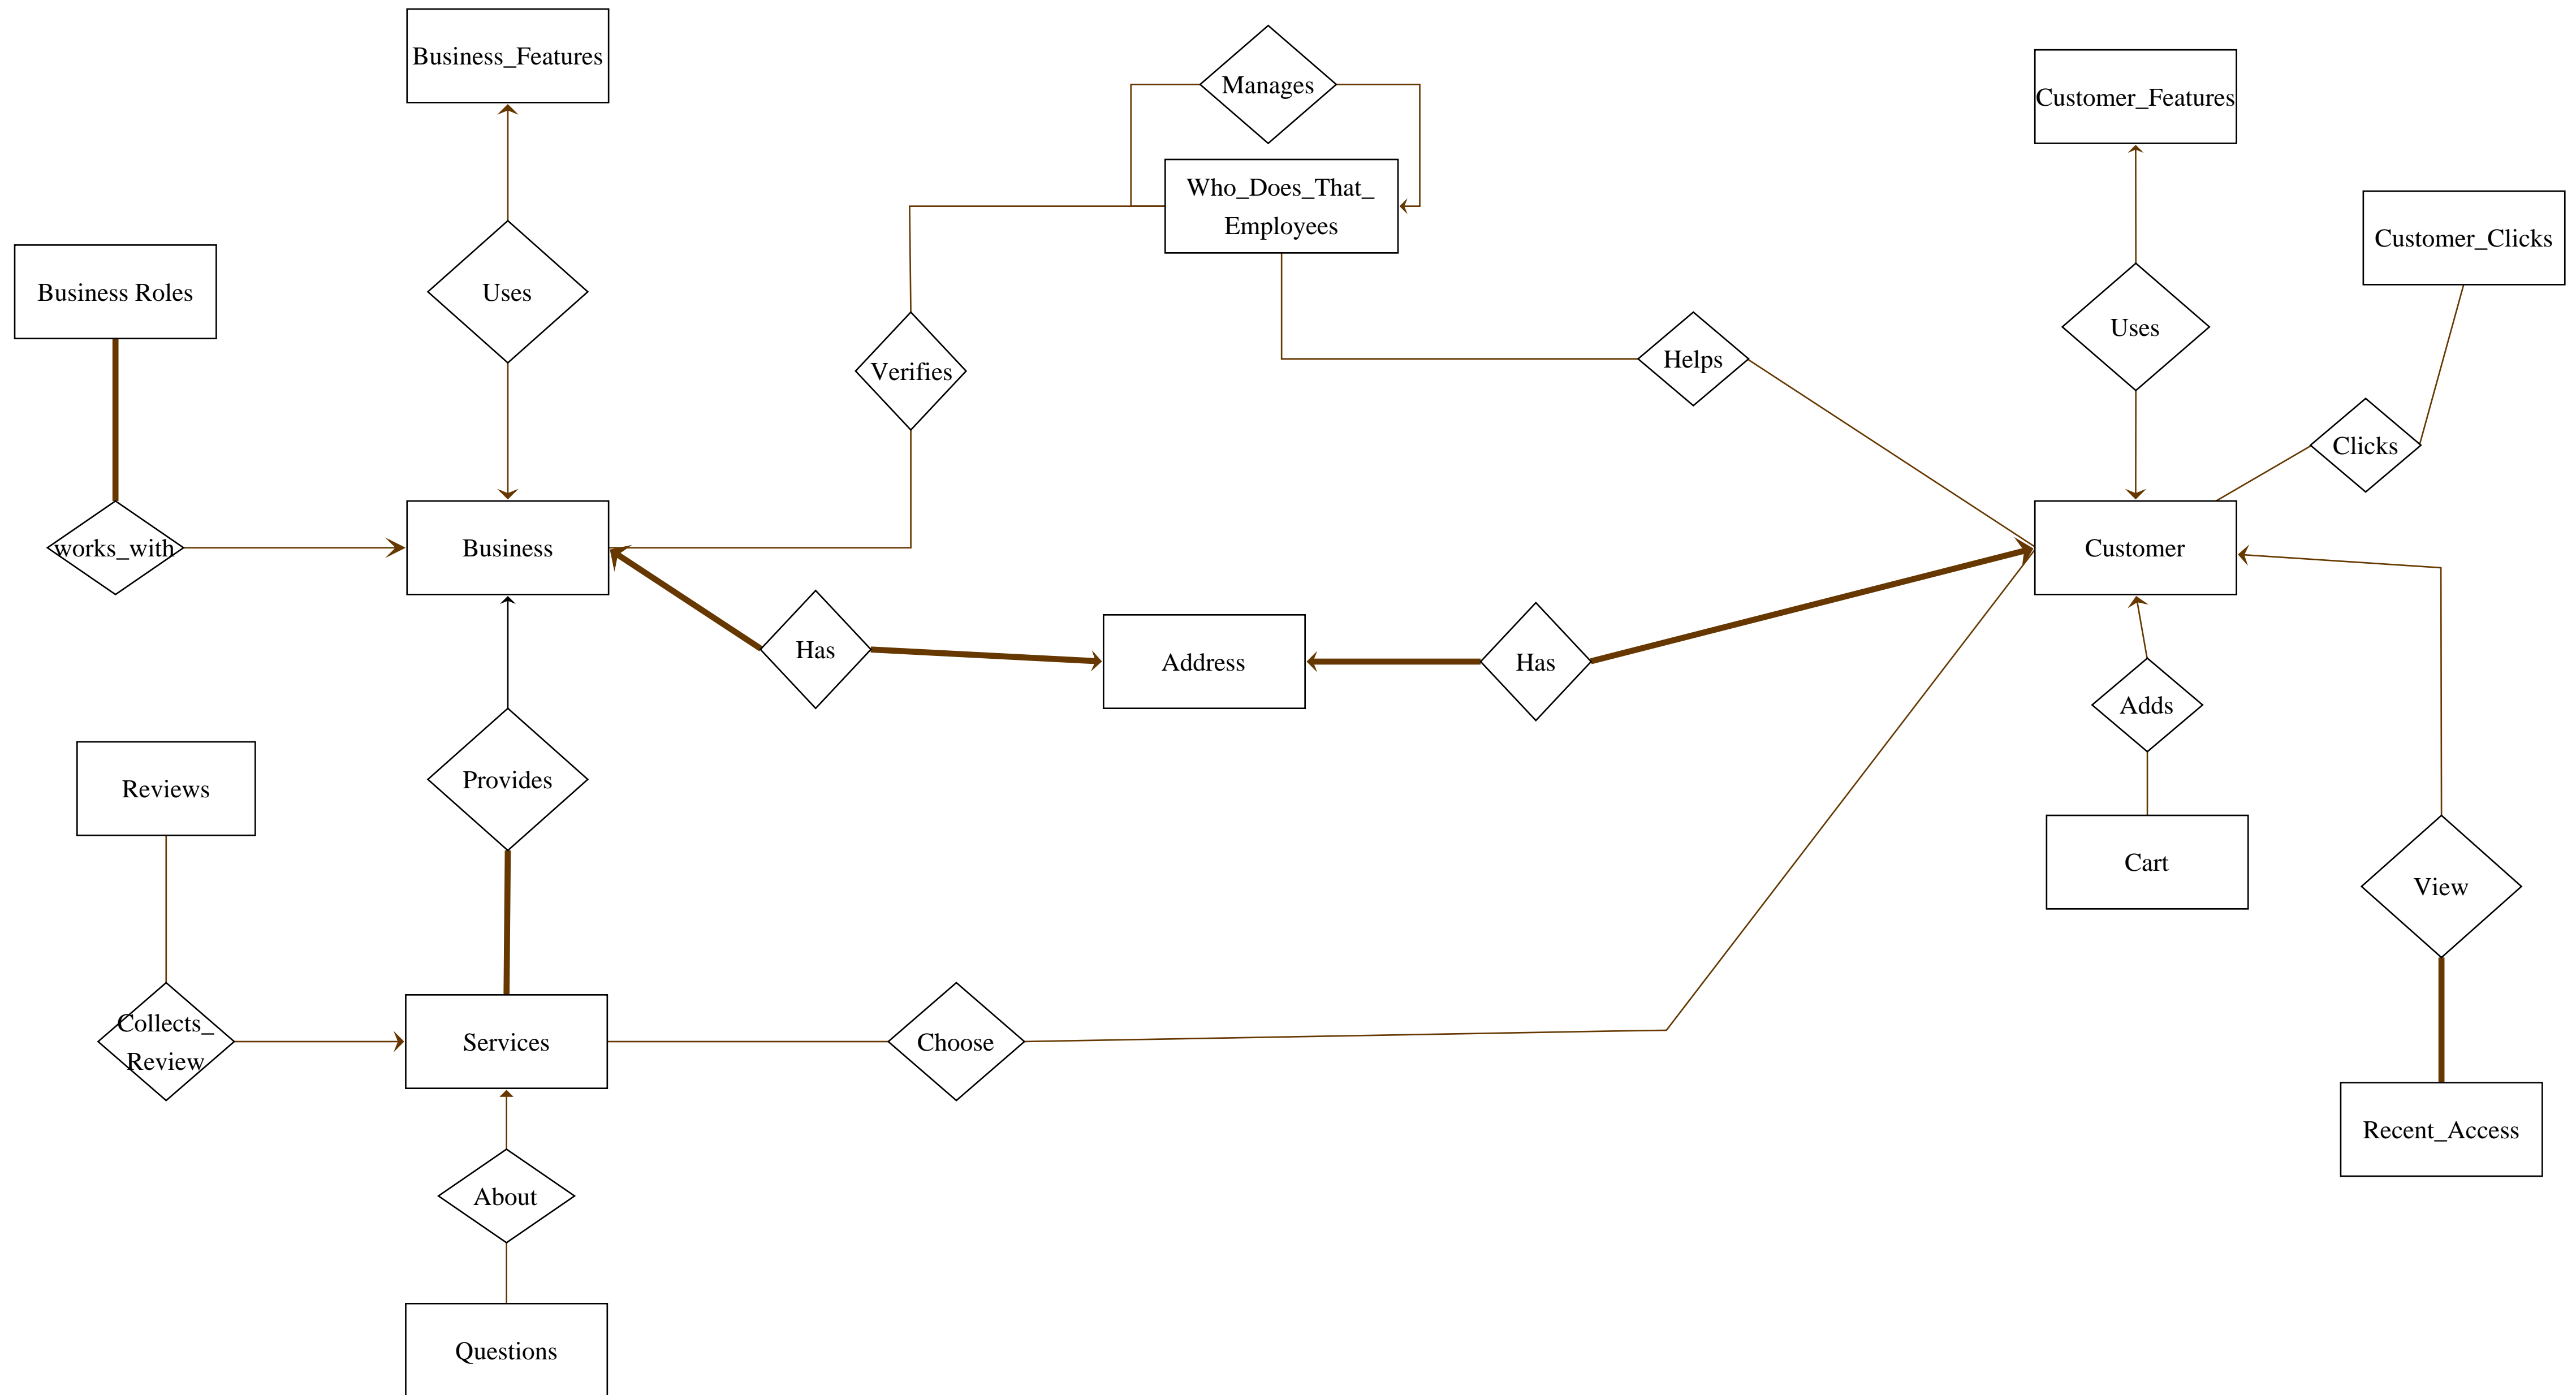 Business_Features
Manages
Customer_Features
Who_Does_That_
Employees
Customer_Clicks
Business Roles
Uses
Uses
Verifies
Helps
Clicks
works_with
Business
Customer
Has
Address
Has
Adds
Provides
Reviews
Cart
View
Collects_
Review
Services
Choose
Recent_Access
About
Questions